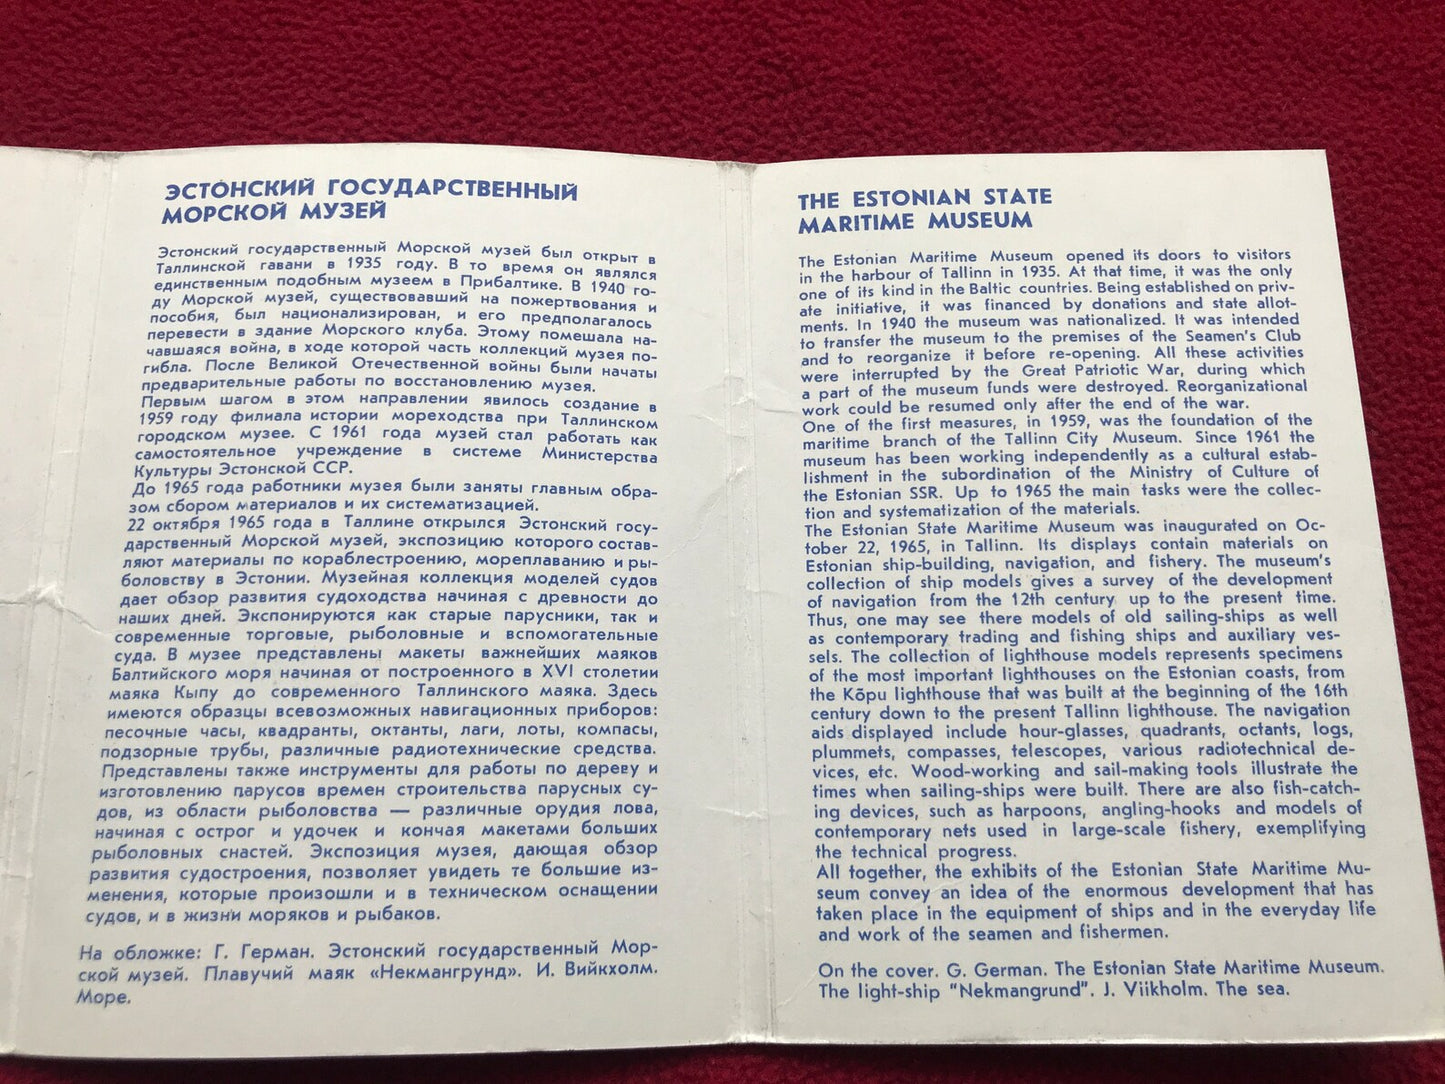 ЭСТОНСКИЙ ГОСУДАРСТВЕННЫЙ
МОРСКОЙ МУЗЕЙ
Эстонский государственный Морской музей был открыт в
Таллинской гавани в 1935 году. В то время он являлся
единственным подобным музеем в Прибалтике. В 1940 го-
ду Морской музей, существовавший на пожертвования и
пособия, был национализирован, и его предполагалось
перевести в здание Морского клуба. Этому помешала на-
чавшаяся война, в ходе которой часть коллекций музея по-
гибла. После Великой Отечественной войны были начаты
предварительные работы по восстановлению музея.
Первым шагом в этом направлении явилось создание в
1959 году филиала истории мореходства при Таллинском
городском музее. С 1961 года музей стал работать как
самостоятельное учреждение в системе Министерства
Культуры Эстонской ССР.
До 1965 года работники музея были заняты главным обра-
зом сбором материалов и их систематизацией.
22 октября 1965 года в Таллине открылся Эстонский госу-
дарственный Морской музей, экспозицию которого состав-
ляют материалы по кораблестроению, мореплаванию и ры-
боловству в Эстонии. Музейная коллекция моделей судов
дает обзор развития судоходства начиная с древности до
наших дней. Экспонируются как старые парусники, так и
современные торговые, рыболовные и вспомогательные
суда. В музее представлены макеты важнейших маяков
Балтийского моря начиная от построенного в XVI столетии
маяка Кыпу до современного Таллинского маяка. Здесь
имеются образцы всевозможных навигационных приборов:
песочные часы, квадранты, октанты, лаги, лоты, компасы,
подзорные трубы, различные радиотехнические средства.
Представлены также инструменты для работы по дереву и
изготовлению парусов времен строительства парусных су-
дов, из области рыболовства — различные орудия лова,
начиная с острог и удочек и кончая макетами больших
рыболовных снастей. Экспозиция музея, дающая обзор
развития судостроения, позволяет увидеть те большие из-
менения, которые произошли и в техническом оснащении
судов, и в жизни моряков и рыбаков.
На обложке: Г. Герман. Эстонский государственный Мор-
ской музей. Плавучий маяк «Некмангрунд». И. Вийкхолм.
Море.
THE ESTONIAN STATE
MARITIME MUSEUM
The Estonian Maritime Museum opened its doors to visitors
in the harbour of Tallinn in 1935. At that time, it was the only
one of its kind in the Baltic countries. Being established on priv-
ate initiative, it was financed by donations and state allot-
ments. In 1940 the museum was nationalized. It was intended
to transfer the museum to the premises of the Seamen's Club
and to reorganize it before re-opening. All these activities
were interrupted by the Great Patriotic War, during which
a part of the museum funds were destroyed. Reorganizational
work could be resumed only after the end of the war.
One of the first measures, in 1959, was the foundation of the
maritime branch of the Tallinn City Museum. Since 1961 the
museum has been working independently as a cultural estab-
lishment in the subordination of the Ministry of Culture of
the Estonian SSR. Up to 1965 the main tasks were the collec-
tion and systematization of the materials.
The Estonian State Maritime Museum was inaugurated on Oc-
tober 22, 1965, in Tallinn. Its displays contain materials on
Estonian ship-building, navigation, and fishery. The museum's
collection of ship models gives a survey of the development
of navigation from the 12th century up to the present time.
Thus, one may see there models of old sailing-ships as well
as contemporary trading and fishing ships and auxiliary ves-
sels. The collection of lighthouse models represents specimens
of the most important lighthouses on the Estonian coasts, from
the Kõpu lighthouse that was built at the beginning of the 16th
century down to the present Tallinn lighthouse. The navigation
aids displayed include hour-glasses, quadrants, octants, logs,
plummets, compasses, telescopes, various radiotechnical de-
vices, etc. Wood-working and sail-making tools illustrate the
times when sailing-ships were built. There are also fish-catch-
ing devices, such as harpoons, angling-hooks and models of
contemporary nets used in large-scale fishery, exemplifying
the technical progress.
All together, the exhibits of the Estonian State Maritime Mu-
seum convey an idea of the enormous development that has
taken place in the equipment of ships and in the everyday life
and work of the seamen and fishermen.
On the cover. G. German. The Estonian State Maritime Museum.
The light-ship "Nekmangrund". J. Viikholm. The sea.